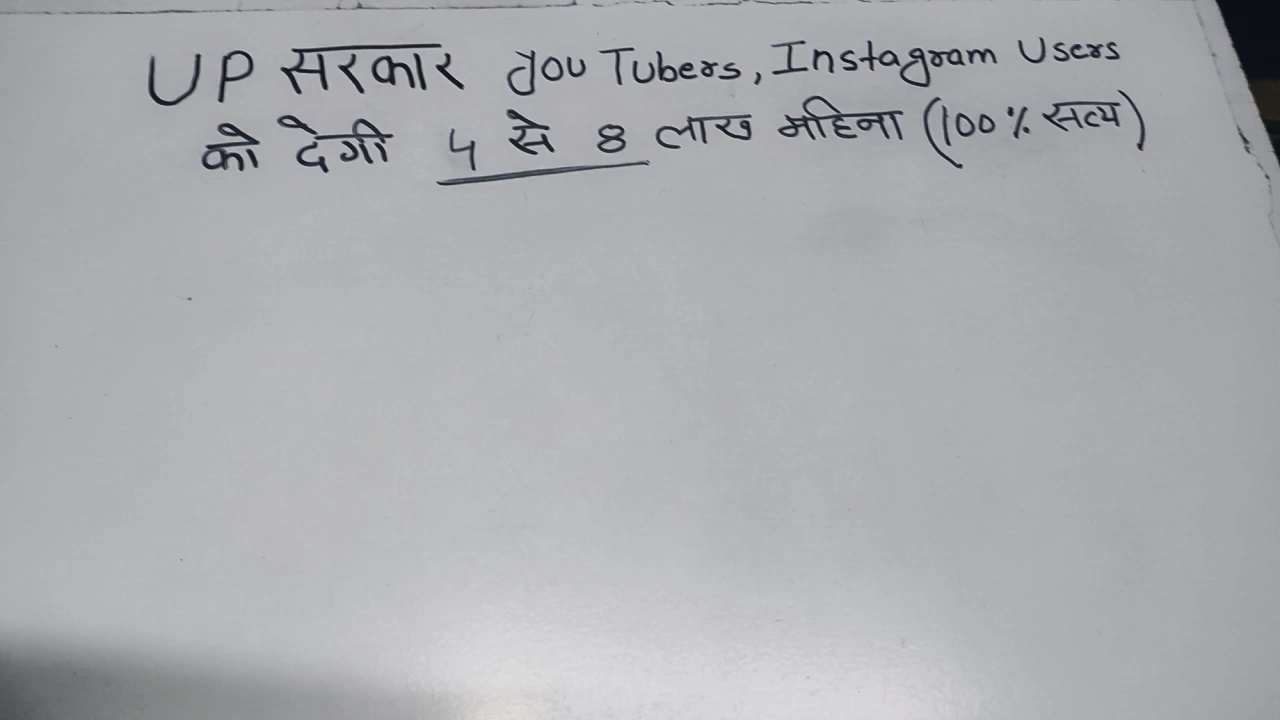 UP सरकार YouTubers, Instagram Users
को देगी 4 से 8 लाख महिना (100% सत्य)